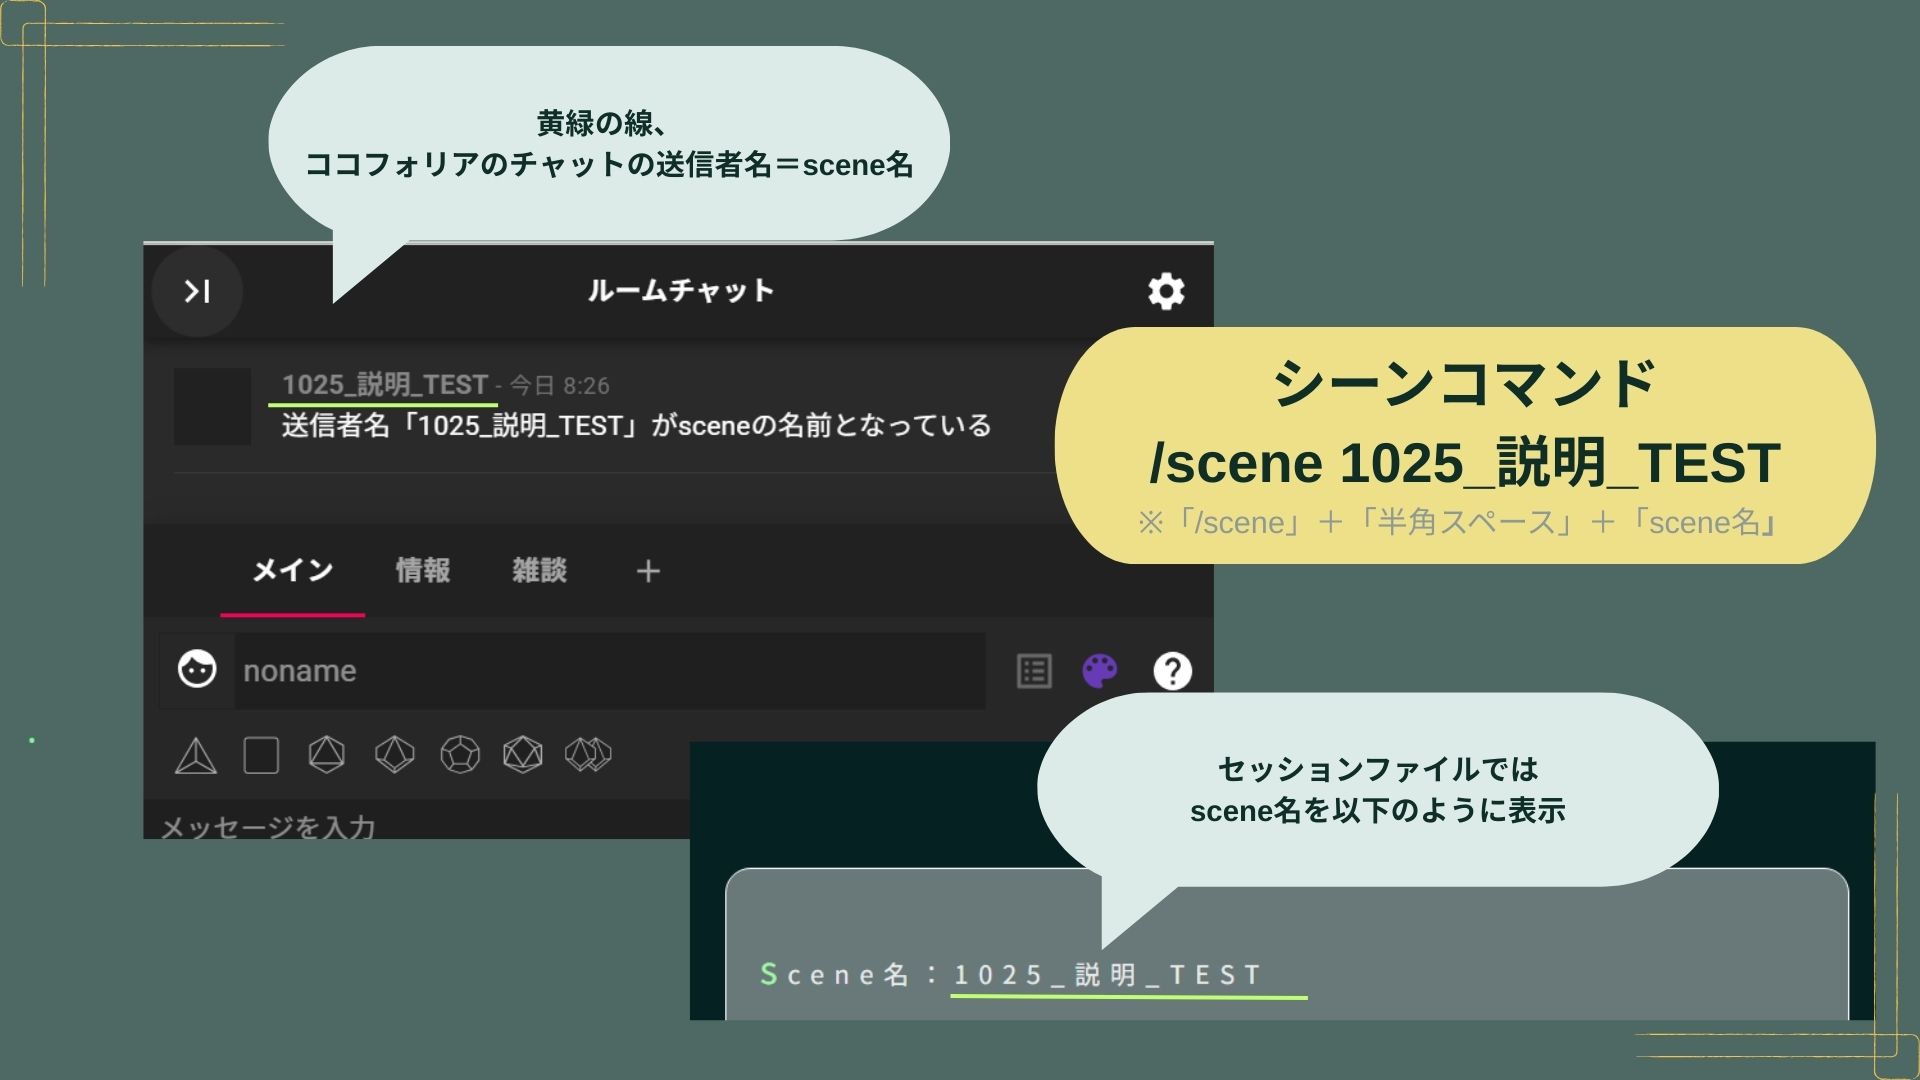 黄緑の線、
ココフォリアのチャットの送信者名＝scene名
ルームチャット
1025_説明_TEST - 今日 8:26
送信者名「1025_説明_TEST」がsceneの名前となっている
シーンコマンド
/scene 1025_説明_TEST
※「/scene」＋「半角スペース」＋「scene名」
メイン 情報 雑談 ＋
noname
メッセージを入力
セッションファイルでは
scene名を以下のように表示
Scene名：1025_説明_TEST